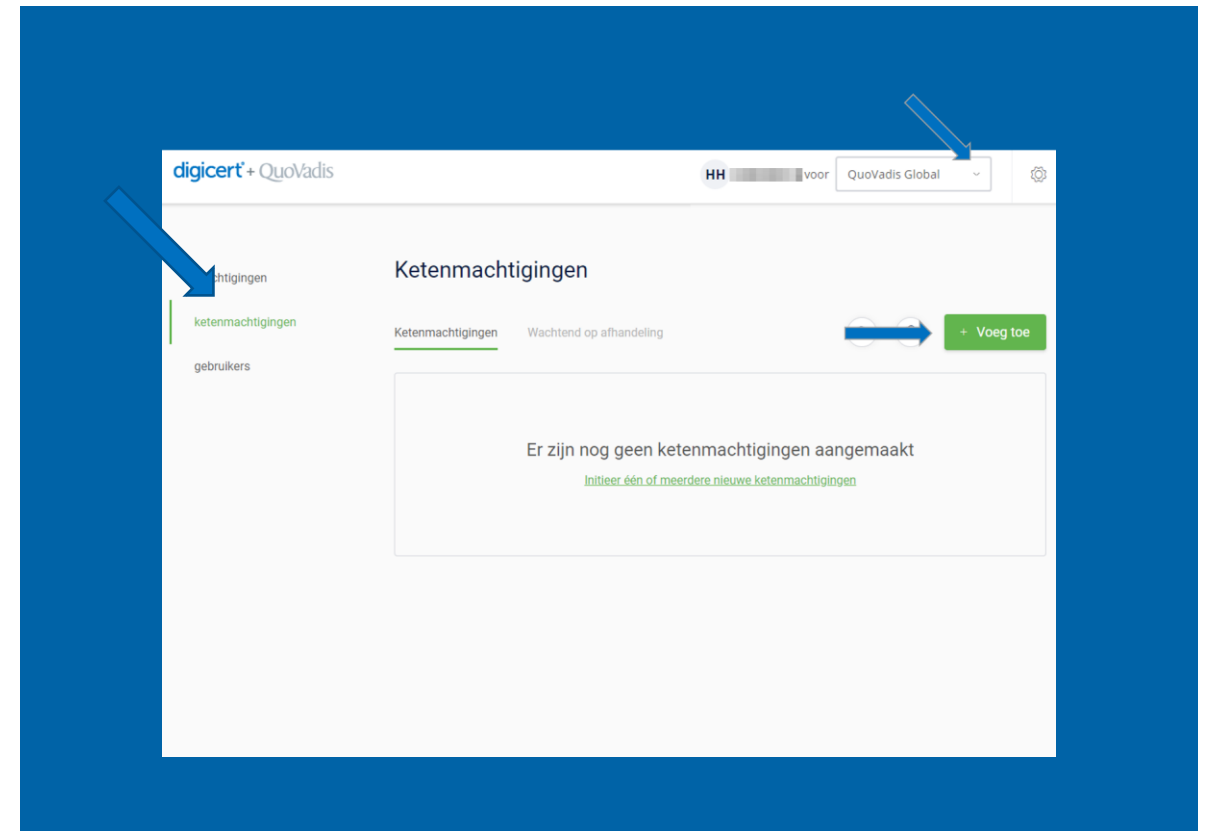 digicert + QuoVadis
HH voor QuoVadis Global
Ketenmachtigingen
ketenmachtigingen
gebruikers
Ketenmachtigingen Wachtend op afhandeling
+ Voeg toe
Er zijn nog geen ketenmachtigingen aangemaakt
Initieer één of meerdere nieuwe ketenmachtigingen